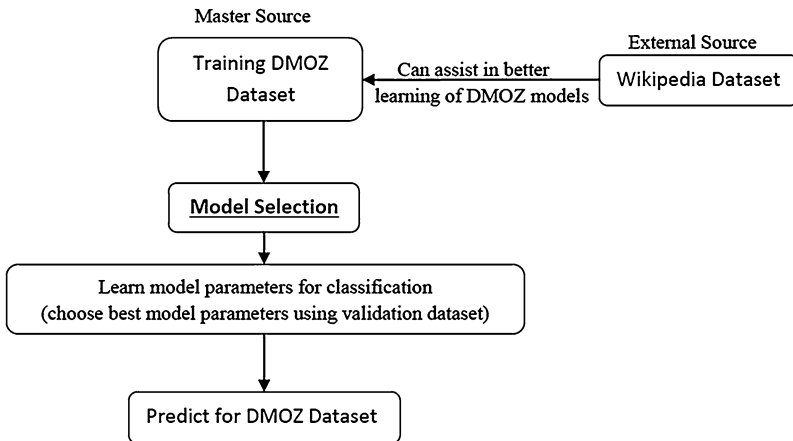 Master Source
Training DMOZ
Dataset
External Source
Wikipedia Dataset
Can assist in better
learning of DMOZ models
Model Selection
Learn model parameters for classification
(choose best model parameters using validation dataset)
Predict for DMOZ Dataset